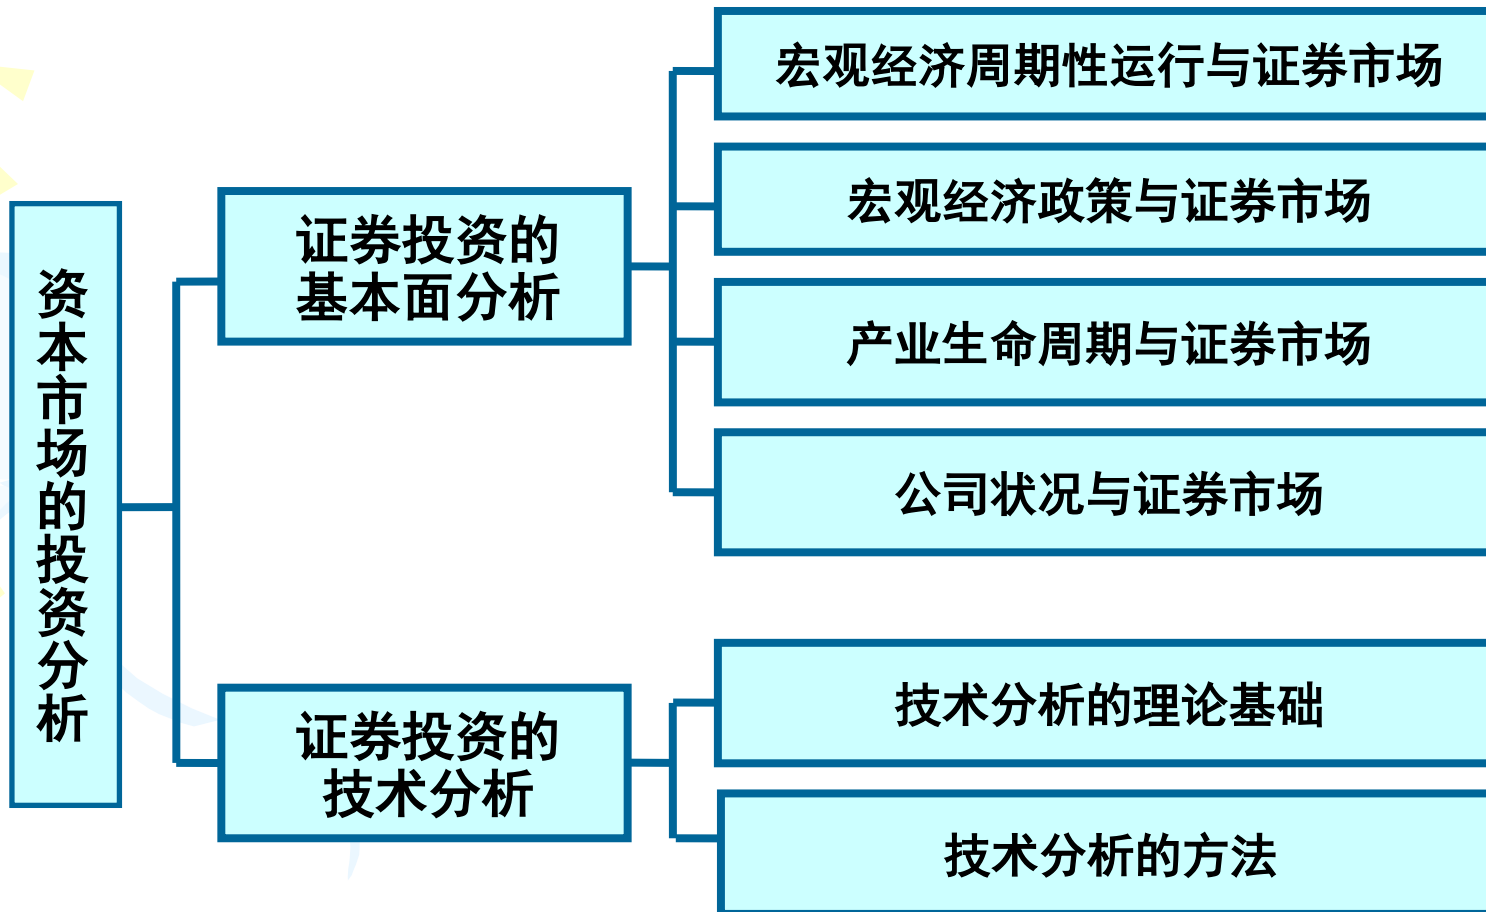 资本市场的投资分析
证券投资的
基本面分析
宏观经济周期性运行与证券市场
宏观经济政策与证券市场
产业生命周期与证券市场
公司状况与证券市场
证券投资的
技术分析
技术分析的理论基础
技术分析的方法